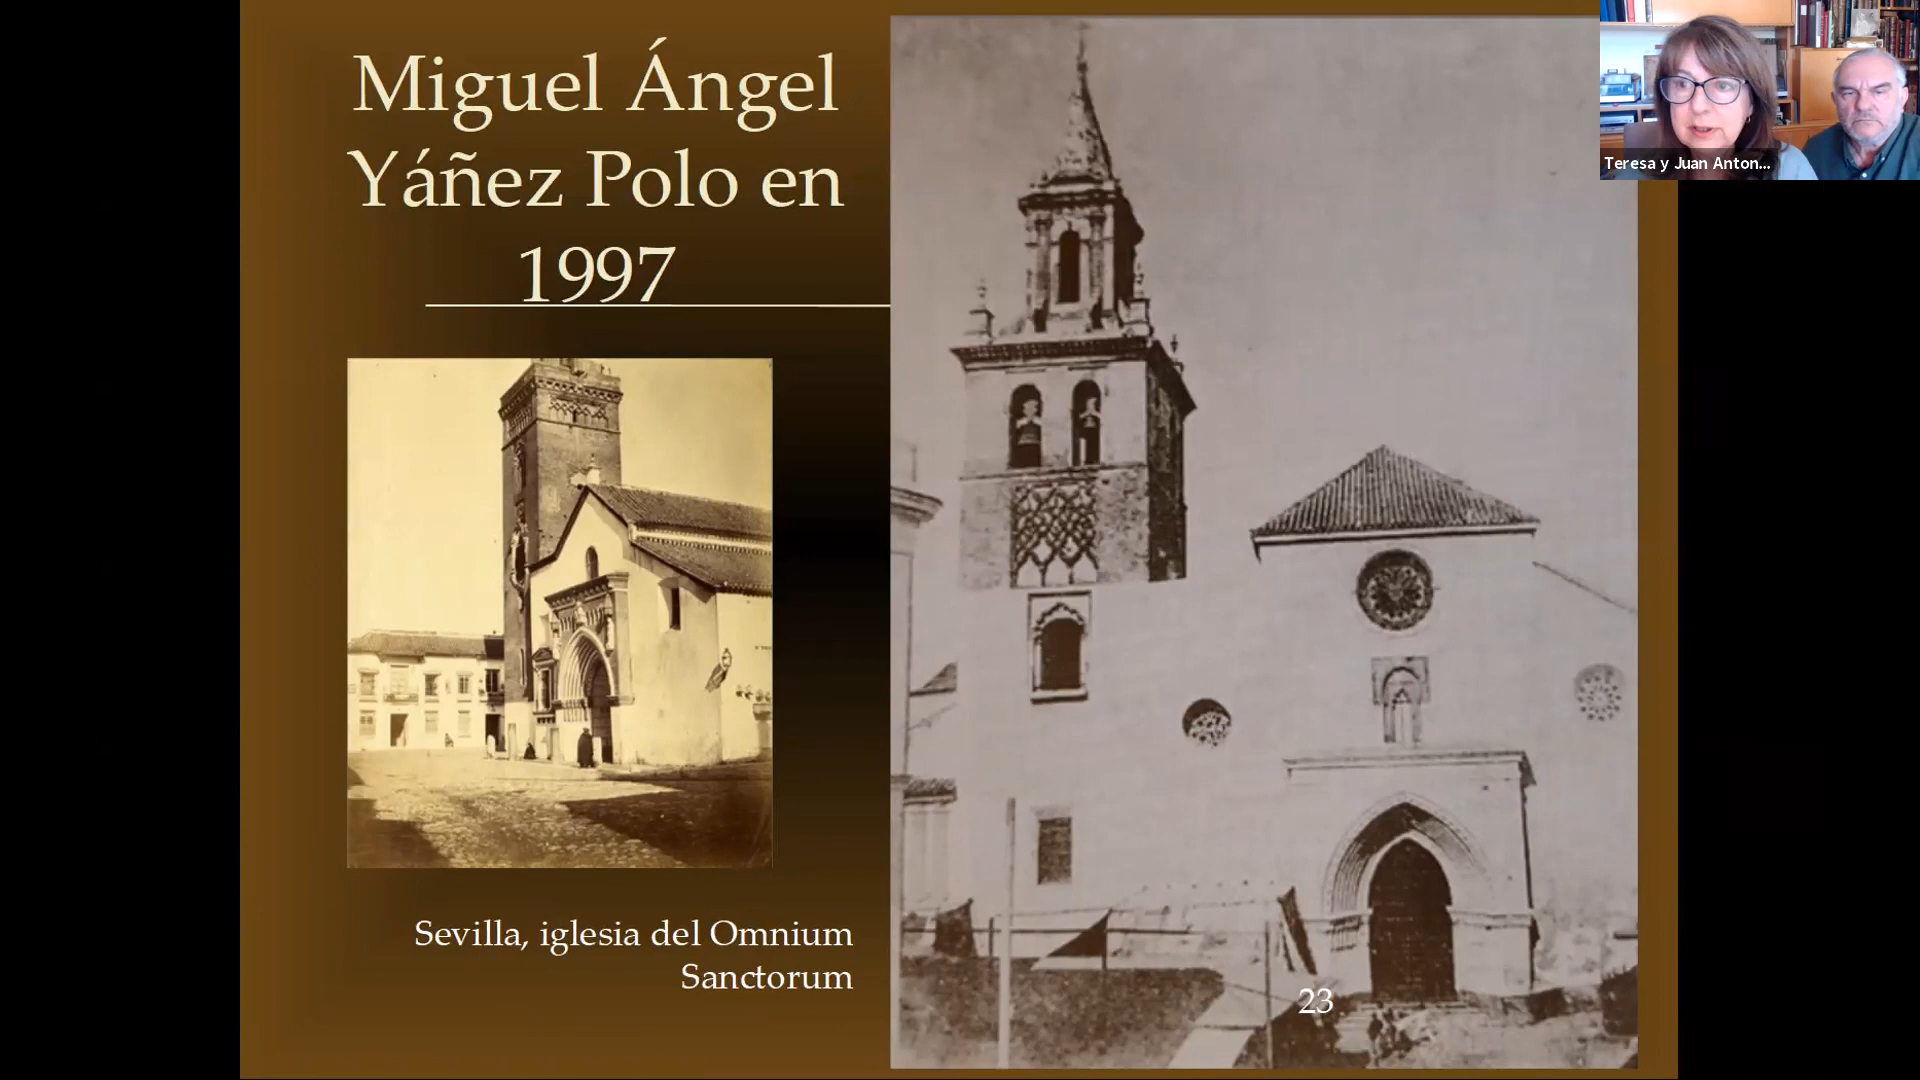 Miguel Ángel
Yáñez Polo en
1997
Teresa y Juan Anton...
Sevilla, iglesia del Omnium
Sanctorum
23